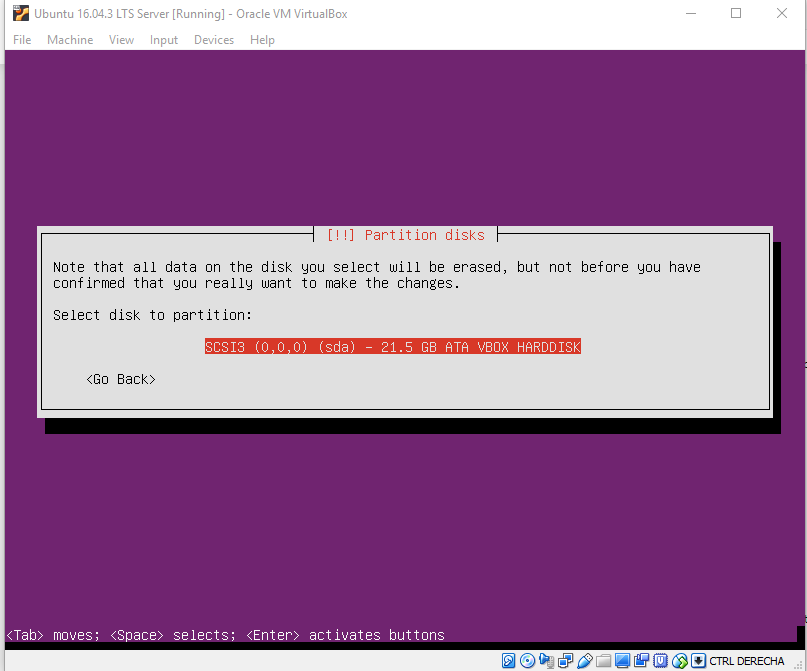 Ubuntu 16.04.3 LTS Server [Running] - Oracle VM VirtualBox
File Machine View Input Devices Help
[!!] Partition disks
Note that all data on the disk you select will be erased, but not before you have
confirmed that you really want to make the changes.
Select disk to partition:
SCSI3 (0,0,0) (sda) - 21.5 GB ATA VBOX HARDDISK
<Go Back>
<Tab> moves; <Space> selects; <Enter> activates buttons
CTRL DERECHA